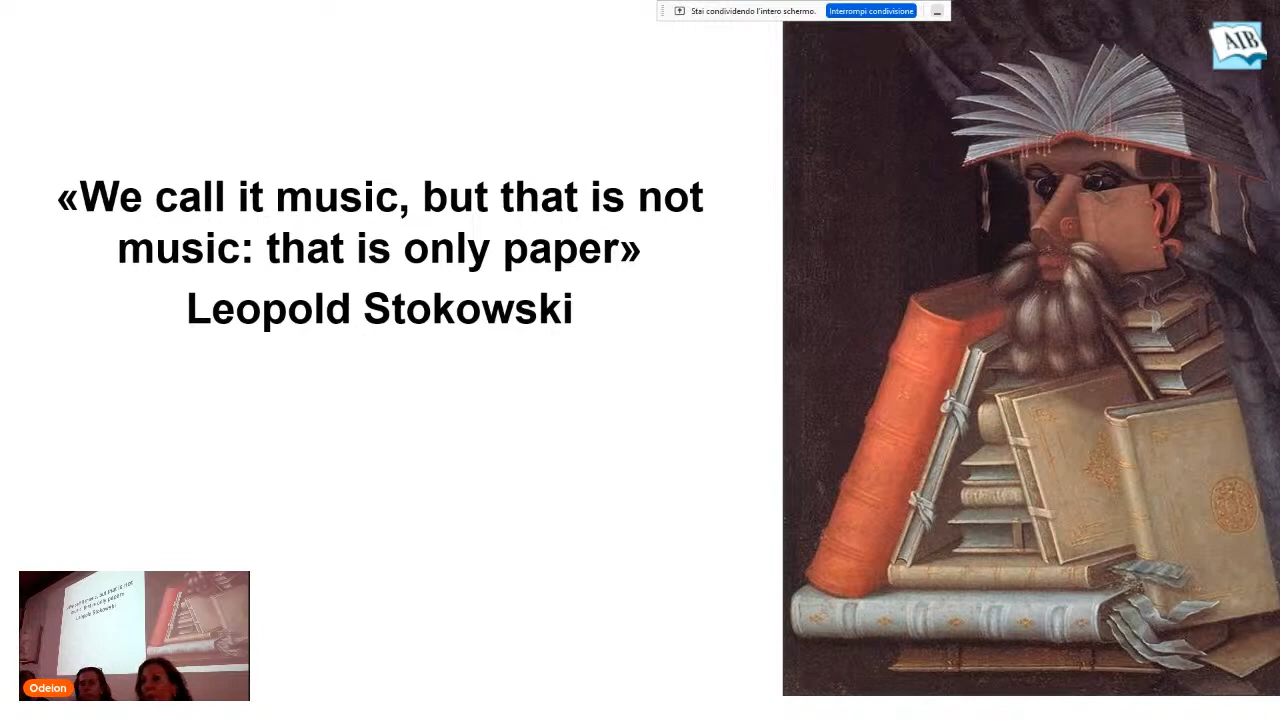 Stai condividendo l'intero schermo. Interrompi condivisione
AIB
«We call it music, but that is not
music: that is only paper»
Leopold Stokowski
Odeion